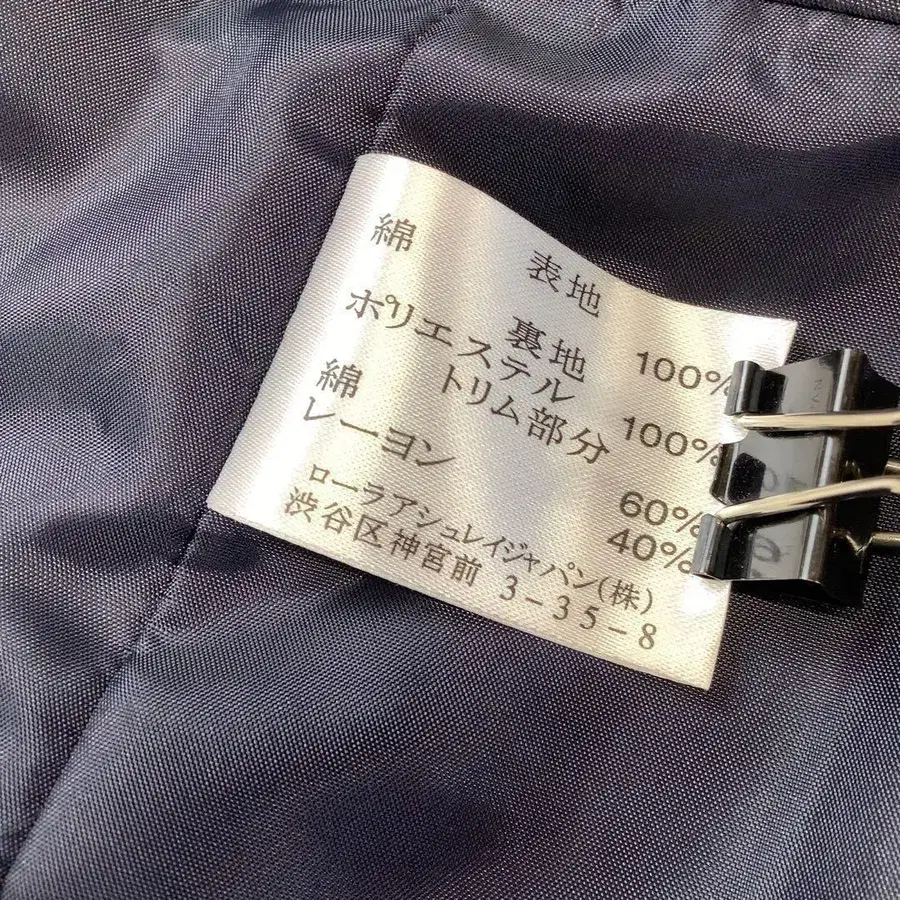 表地
綿 100%
裏地
ポリエステル 100%
トリム部分
綿 60%
レーヨン 40%
ローラアシュレイジャパン(株)
渋谷区神宮前 3-35-8